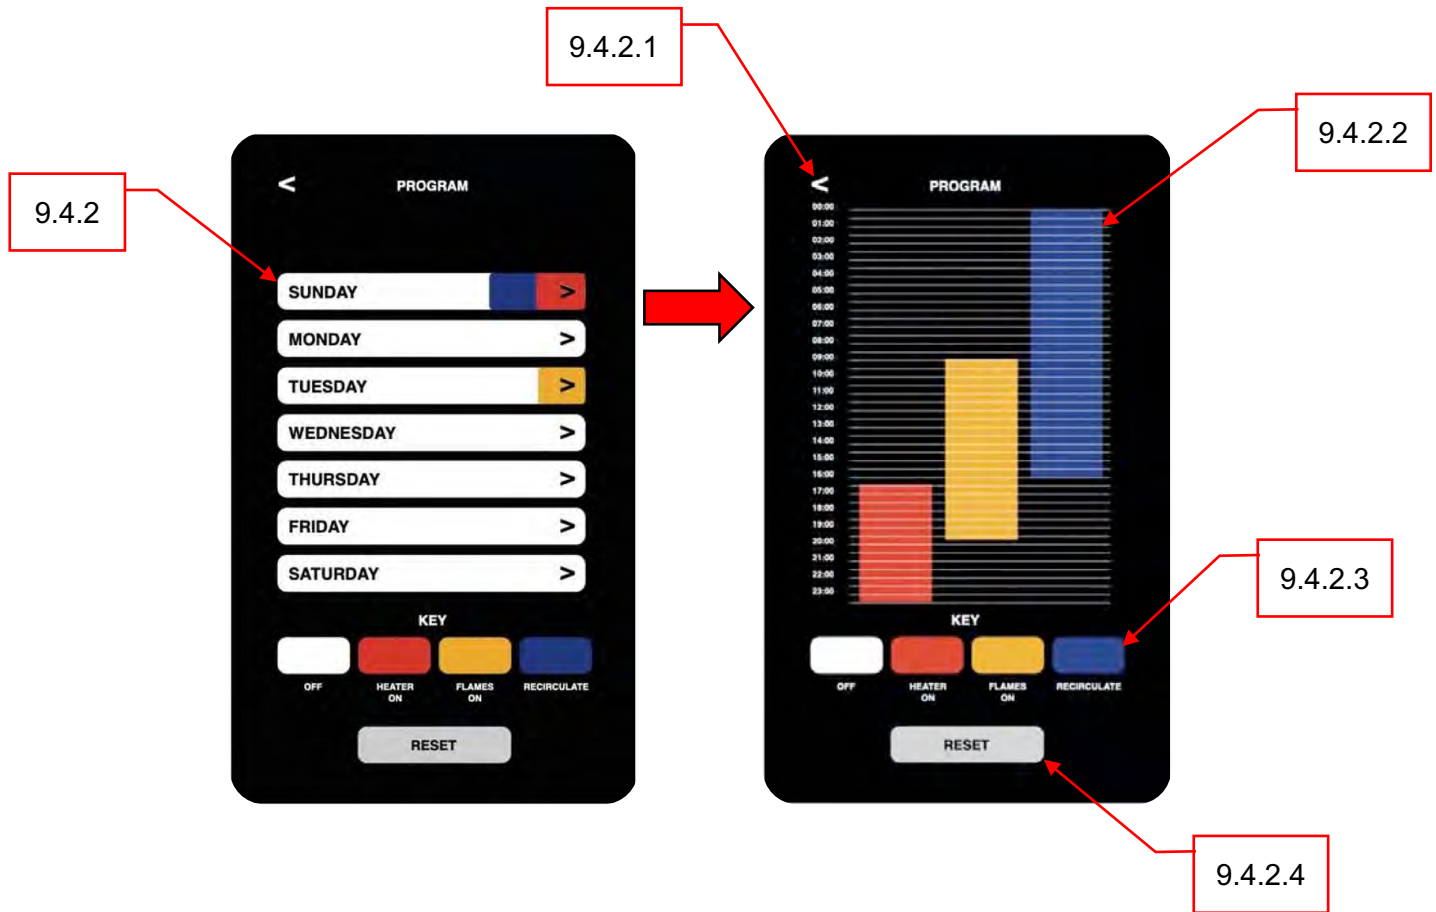 9.4.2.1
9.4.2.2
9.4.2
< PROGRAM
SUNDAY >
MONDAY >
TUESDAY >
WEDNESDAY >
THURSDAY >
FRIDAY >
SATURDAY >
KEY
OFF HEATER ON FLAMES ON RECIRCULATE
RESET
< PROGRAM
00:00
01:00
02:00
03:00
04:00
05:00
06:00
07:00
08:00
09:00
10:00
11:00
12:00
13:00
14:00
15:00
16:00
17:00
18:00
19:00
20:00
21:00
22:00
23:00
KEY
OFF HEATER ON FLAMES ON RECIRCULATE
RESET
9.4.2.3
9.4.2.4